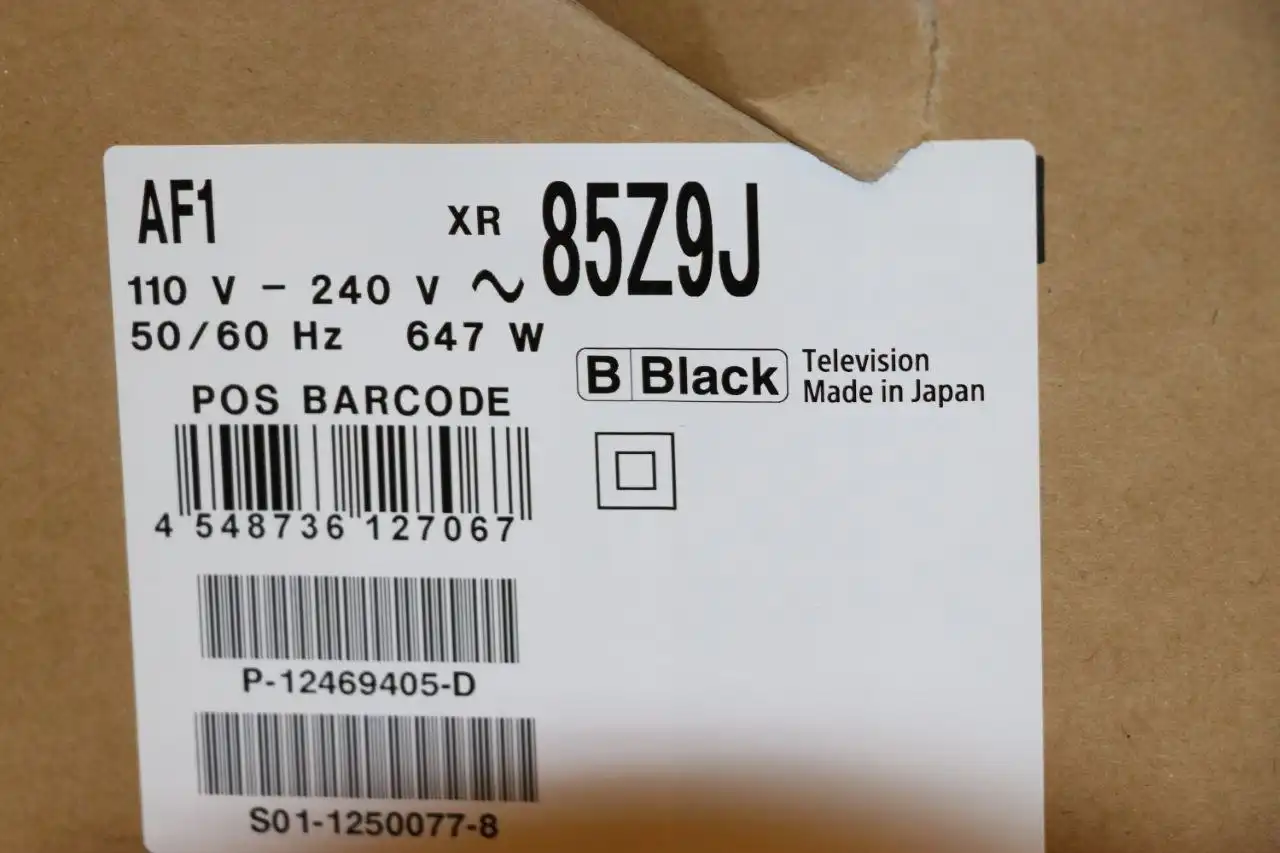 AF1
XR 85Z9J
110 V - 240 V ~
50/60 Hz 647 W
B Black
Television
Made in Japan
POS BARCODE
4 548736 127067
P-12469405-D
S01-1250077-8